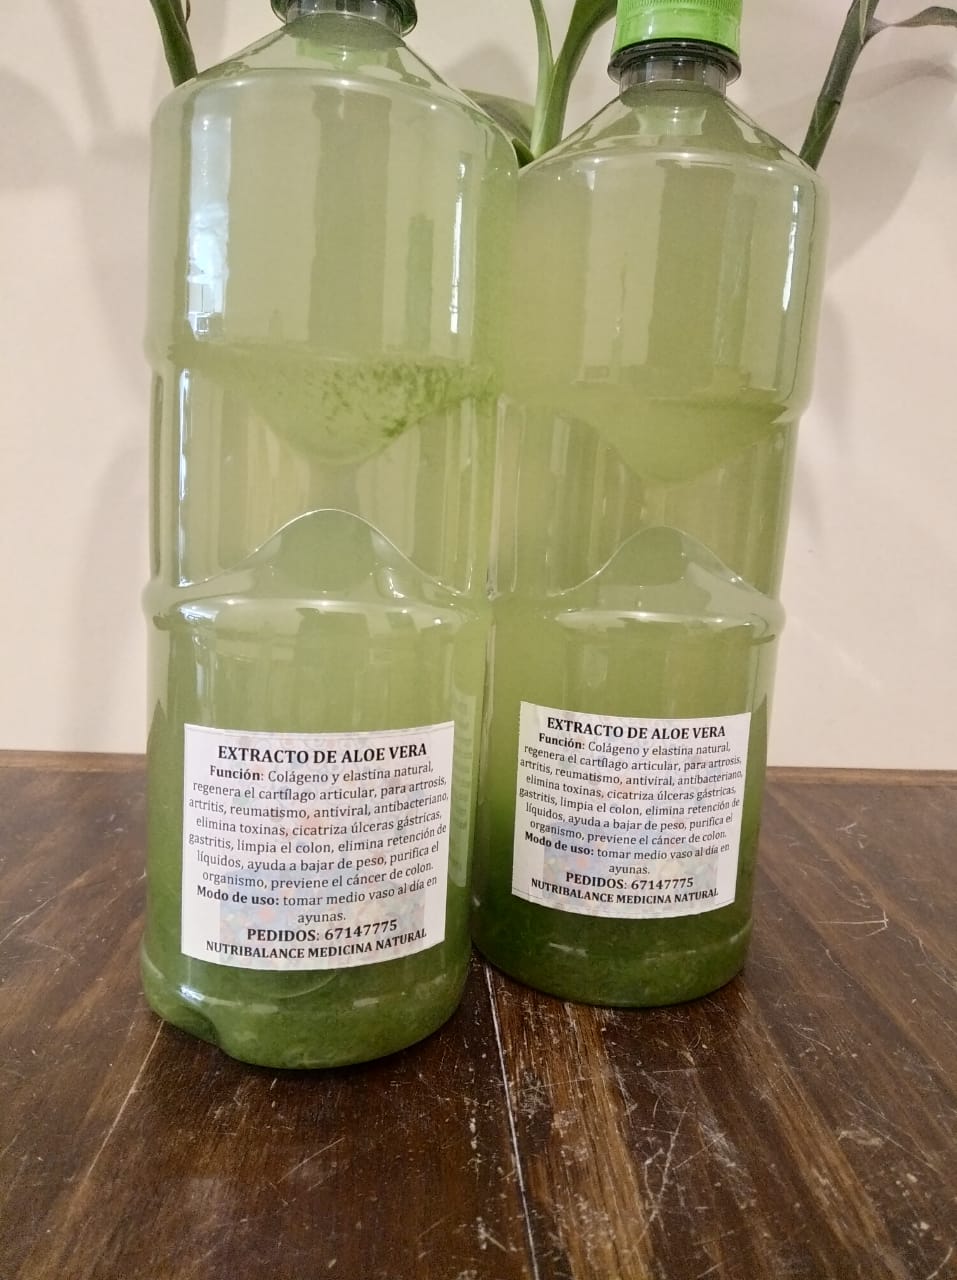 EXTRACTO DE ALOE VERA
Función: Colágeno y elastina natural,
regenera el cartílago articular, para artrosis,
artritis, reumatismo, antiviral, antibacteriano,
elimina toxinas, cicatriza úlceras gástricas,
gastritis, limpia el colon, elimina retención de
líquidos, ayuda a bajar de peso, purifica el
organismo, previene el cáncer de colon.
Modo de uso: tomar medio vaso al día en
ayunas.
PEDIDOS: 67147775
NUTRIBALANCE MEDICINA NATURAL
EXTRACTO DE ALOE VERA
Función: Colágeno y elastina natural,
regenera el cartílago articular, para artrosis,
artritis, reumatismo, antiviral, antibacteriano,
elimina toxinas, cicatriza úlceras gástricas,
gastritis, limpia el colon, elimina retención de
líquidos, ayuda a bajar de peso, purifica el
organismo, previene el cáncer de colon.
Modo de uso: tomar medio vaso al día en
ayunas.
PEDIDOS: 67147775
NUTRIBALANCE MEDICINA NATURAL